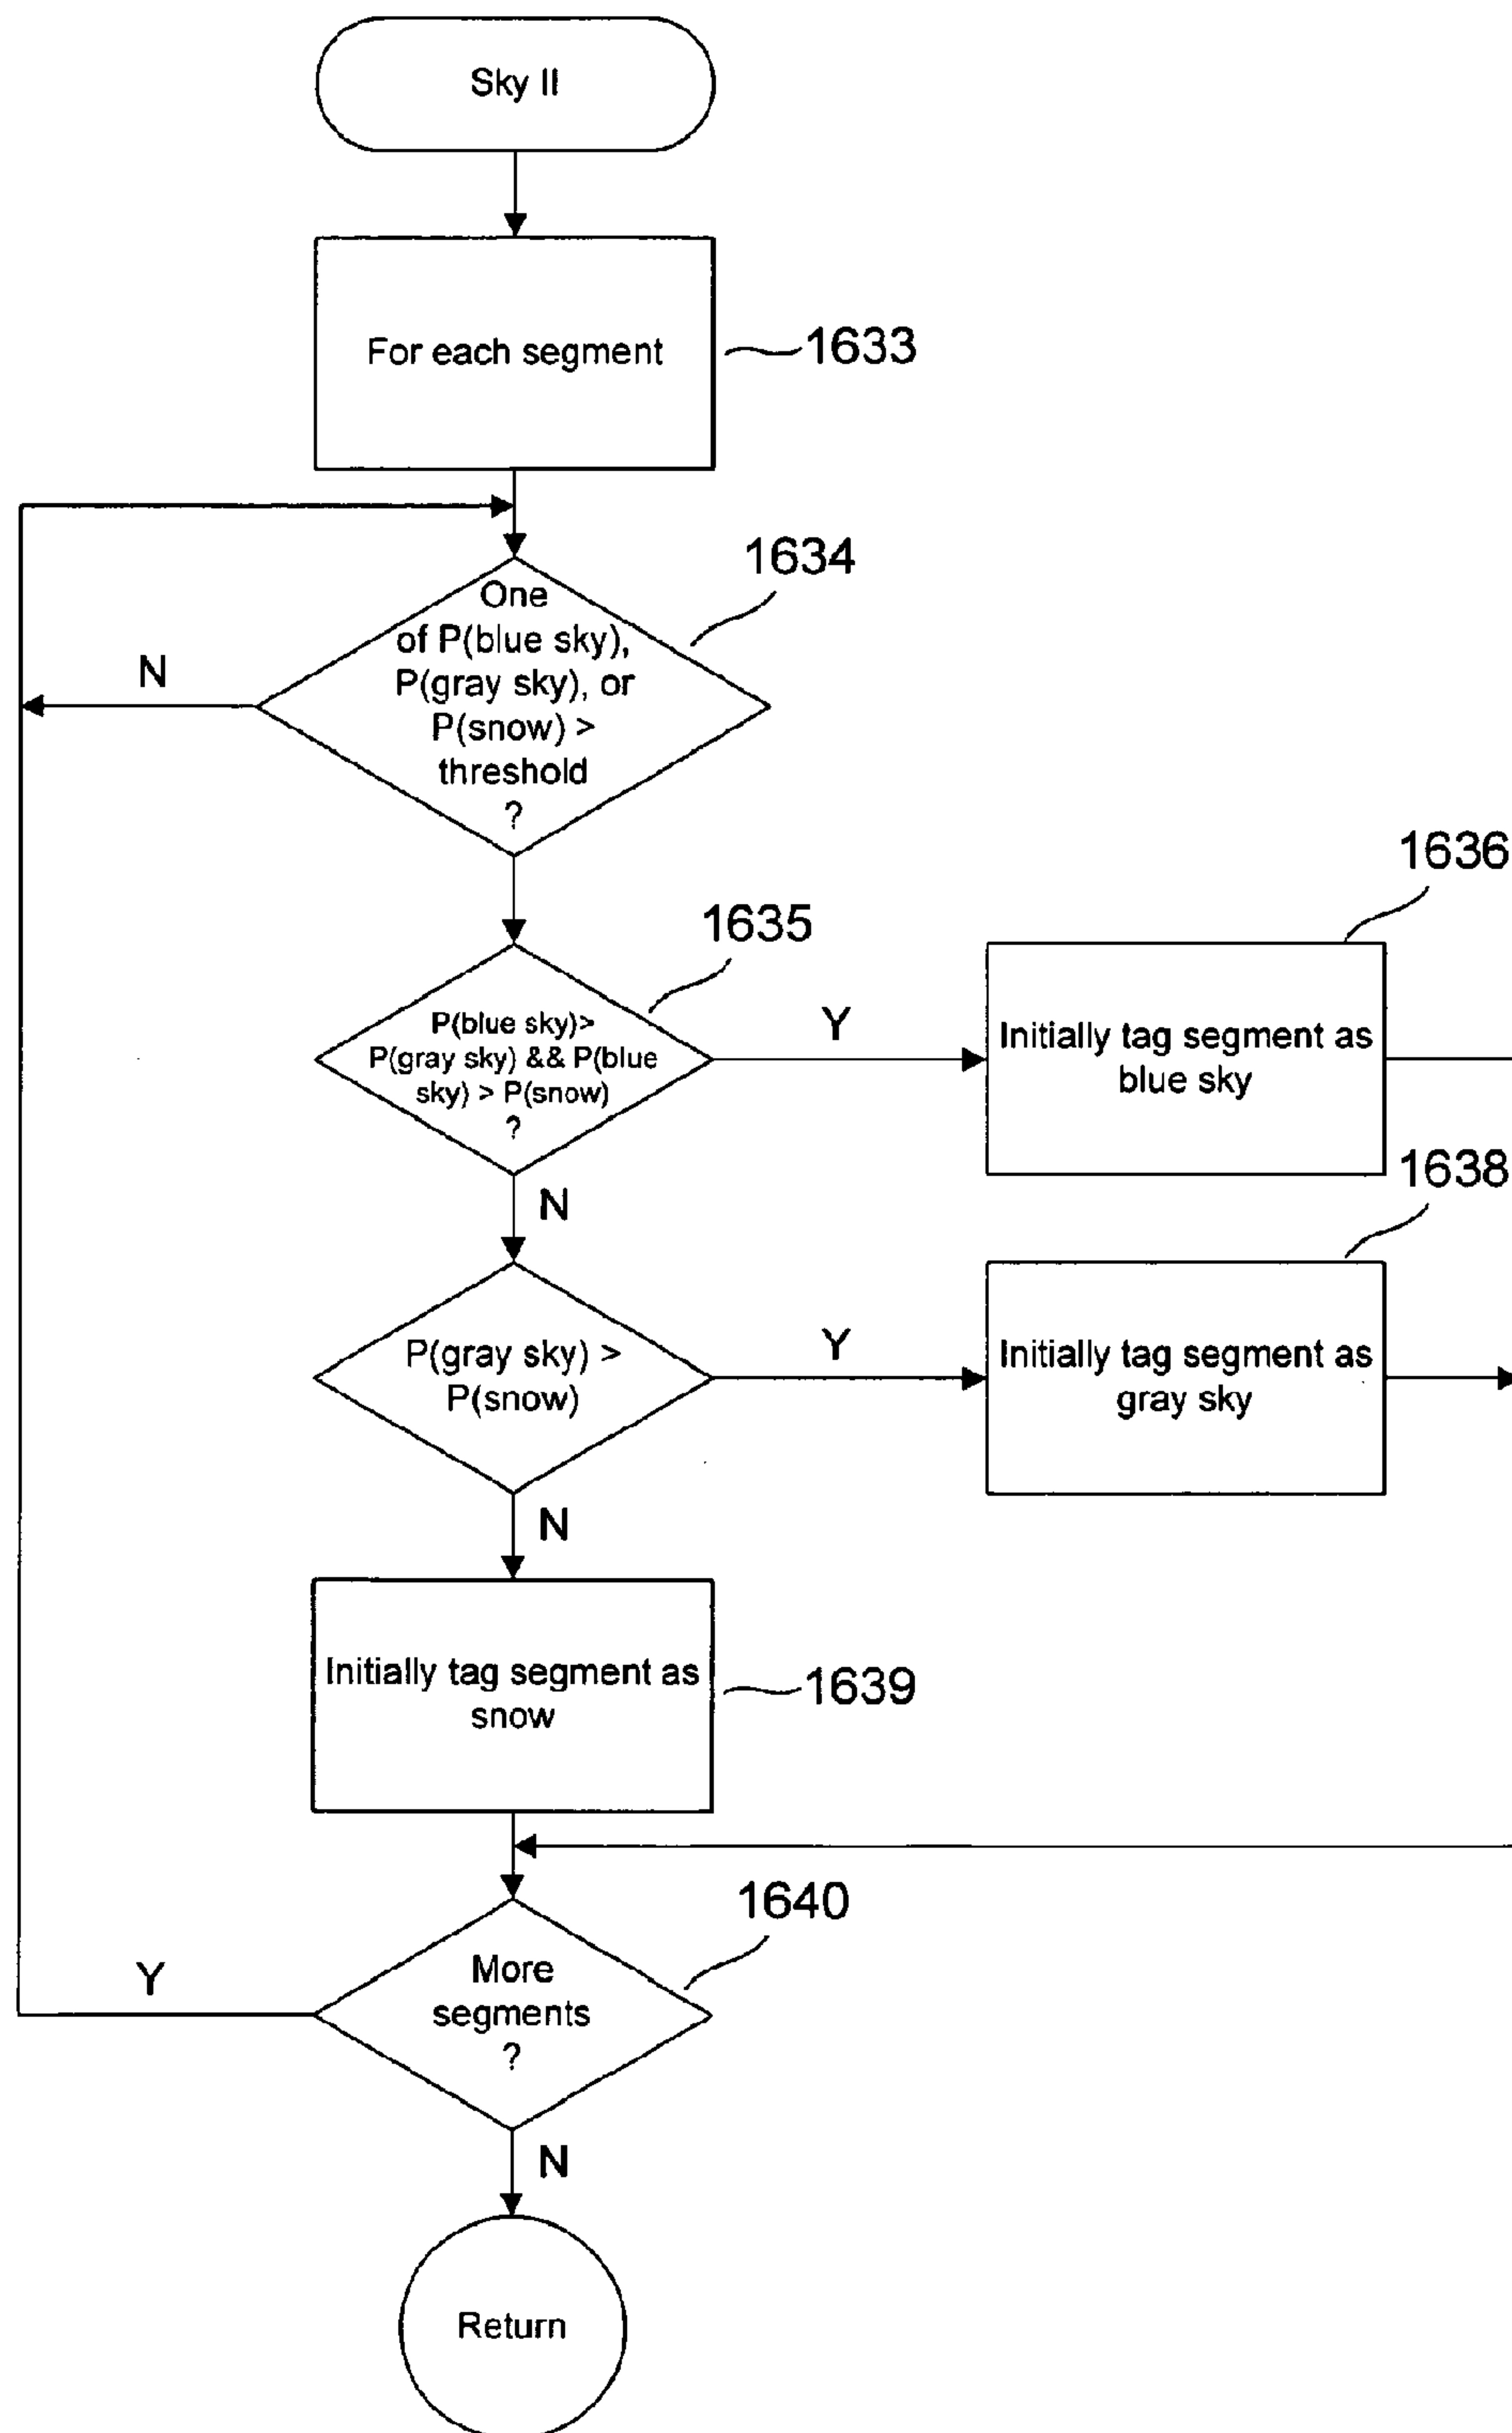 Sky II
For each segment
1633
1634
One
of P(blue sky),
P(gray sky), or
P(snow) >
threshold
?
N
1635
P(blue sky)>
P(gray sky) && P(blue
sky) > P(snow)
?
Y
1636
Initially tag segment as
blue sky
N
P(gray sky) >
P(snow)
Y
1638
Initially tag segment as
gray sky
N
Initially tag segment as
snow
1639
1640
More
segments
?
Y
N
Return